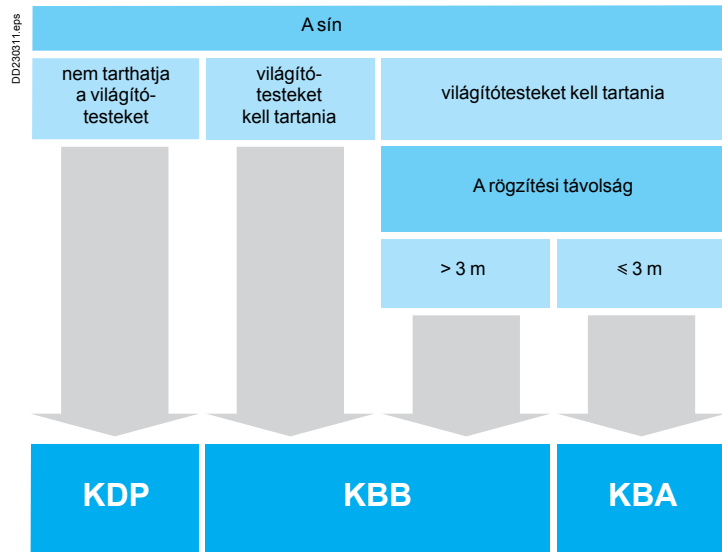 DD230311.eps
A sín
nem tarthatja
a világító-
testeket
világító-
testeket
kell tartania
világítótesteket kell tartania
A rögzítési távolság
> 3 m
⩽ 3 m
KDP
KBB
KBA